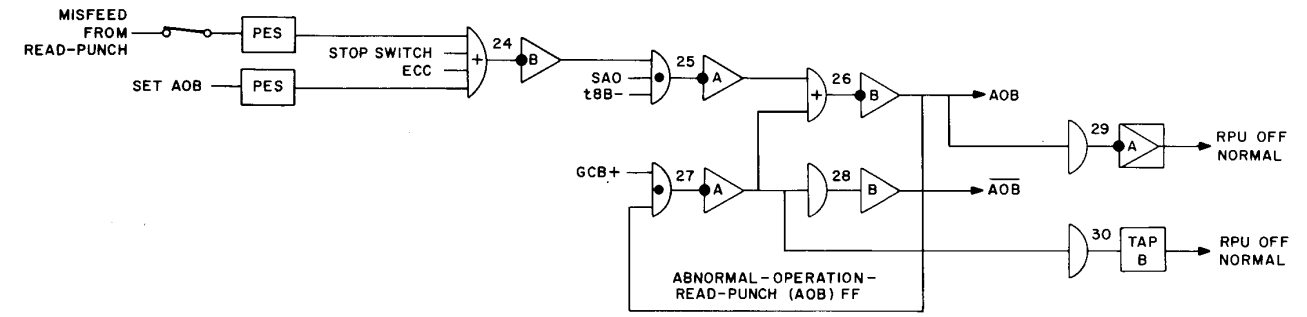 MISFEED
FROM
READ-PUNCH
PES
STOP SWITCH
ECC
SET AOB
PES
+
24
B
SAO
t8B-
•
25
A
+
26
B
AOB
29
A
RPU OFF
NORMAL
GCB+
•
27
A
28
B
AOB
30
TAP
B
RPU OFF
NORMAL
ABNORMAL-OPERATION-
READ-PUNCH (AOB) FF